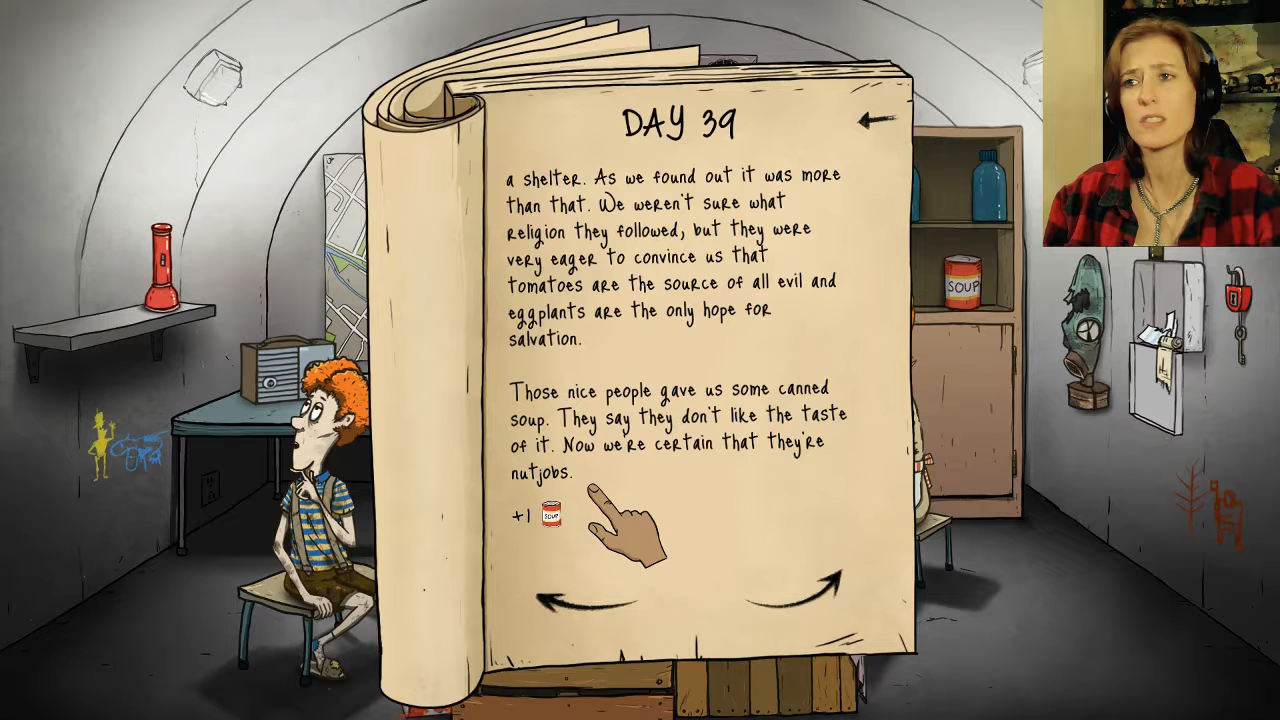 DAY 39
a shelter. As we found out it was more
than that. We weren't sure what
religion they followed, but they were
very eager to convince us that
tomatoes are the source of all evil and
eggplants are the only hope for
salvation.
Those nice people gave us some canned
soup. They say they don't like the taste
of it. Now we're certain that they're
nutjobs.
+1 SOUP
SOUP